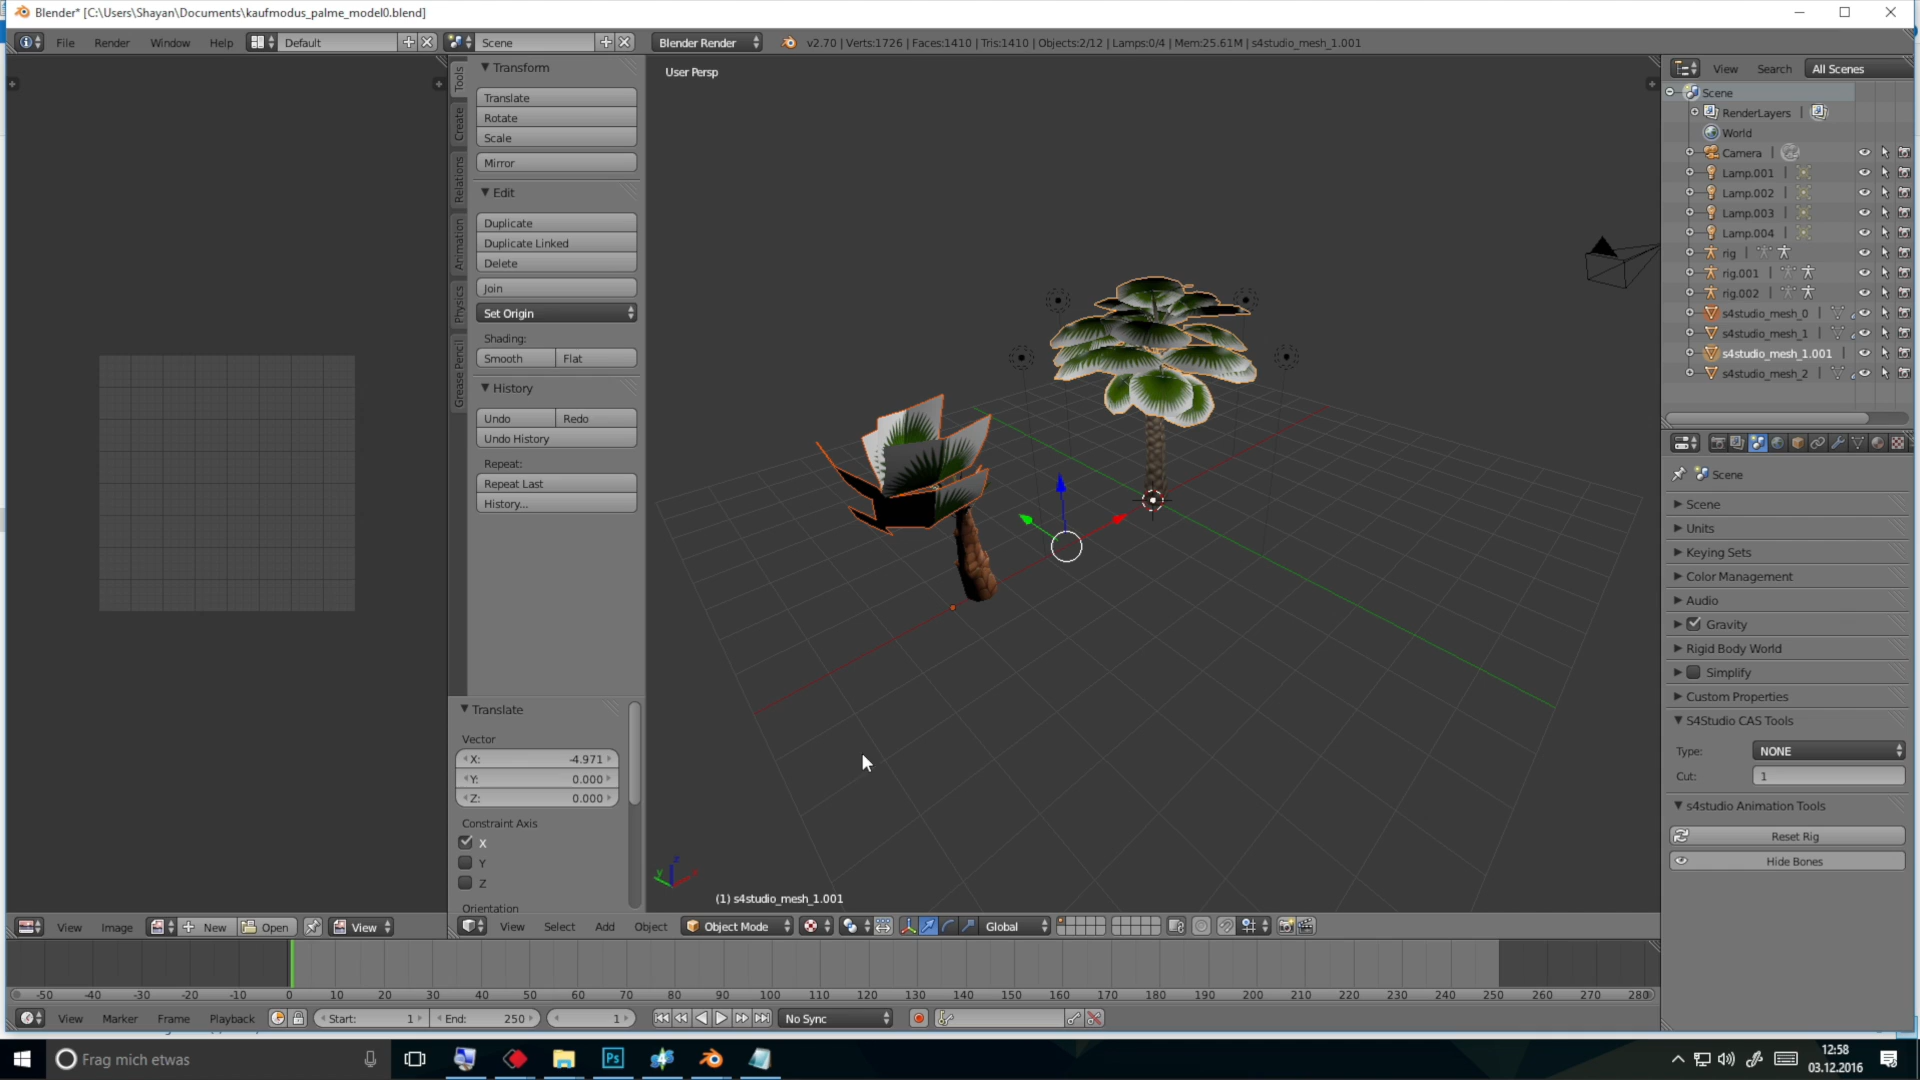 Blender* [C:\Users\Shayan\Documents\kaufmodus_palme_model0.blend]
File Render Window Help Default Scene Blender Render v2.70 | Verts:1726 | Faces:1410 | Tris:1410 | Objects:2/12 | Lamps:0/4 | Mem:25.61M | s4studio_mesh_1.001
Tools
Create
Relations
Animation
Physics
Grease Pencil
Transform
Translate
Rotate
Scale
Mirror
Edit
Duplicate
Duplicate Linked
Delete
Join
Set Origin
Shading:
Smooth Flat
History
Undo Redo
Undo History
Repeat:
Repeat Last
History...
Translate
Vector
X: -4.971
Y: 0.000
Z: 0.000
Constraint Axis
X
Y
Z
Orientation
User Persp
z
y
(1) s4studio_mesh_1.001
View Search All Scenes
Scene
RenderLayers
World
Camera
Lamp.001
Lamp.002
Lamp.003
Lamp.004
rig
rig.001
rig.002
s4studio_mesh_0
s4studio_mesh_1
s4studio_mesh_1.001
s4studio_mesh_2
Scene
Scene
Units
Keying Sets
Color Management
Audio
Gravity
Rigid Body World
Simplify
Custom Properties
S4Studio CAS Tools
Type: NONE
Cut: 1
s4studio Animation Tools
Reset Rig
Hide Bones
View Image New Open View
View Select Add Object Object Mode Global
-50 -40 -30 -20 -10 0 10 20 30 40 50 60 70 80 90 100 110 120 130 140 150 160 170 180 190 200 210 220 230 240 250 260 270 280
View Marker Frame Playback Start: 1 End: 250 1 No Sync
Frag mich etwas
Ps
4
12:58
03.12.2016